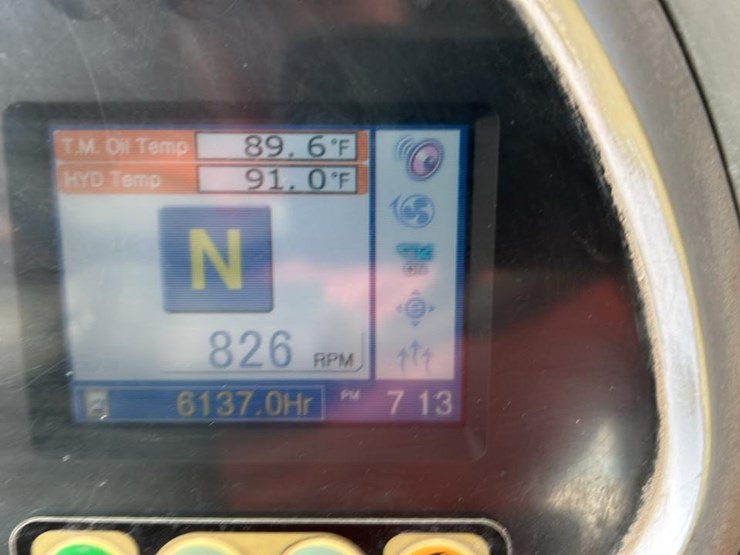 T.M. Oil Temp 89.6°F
HYD Temp 91.0°F
N
826 RPM
6137.0Hr PM 7 13